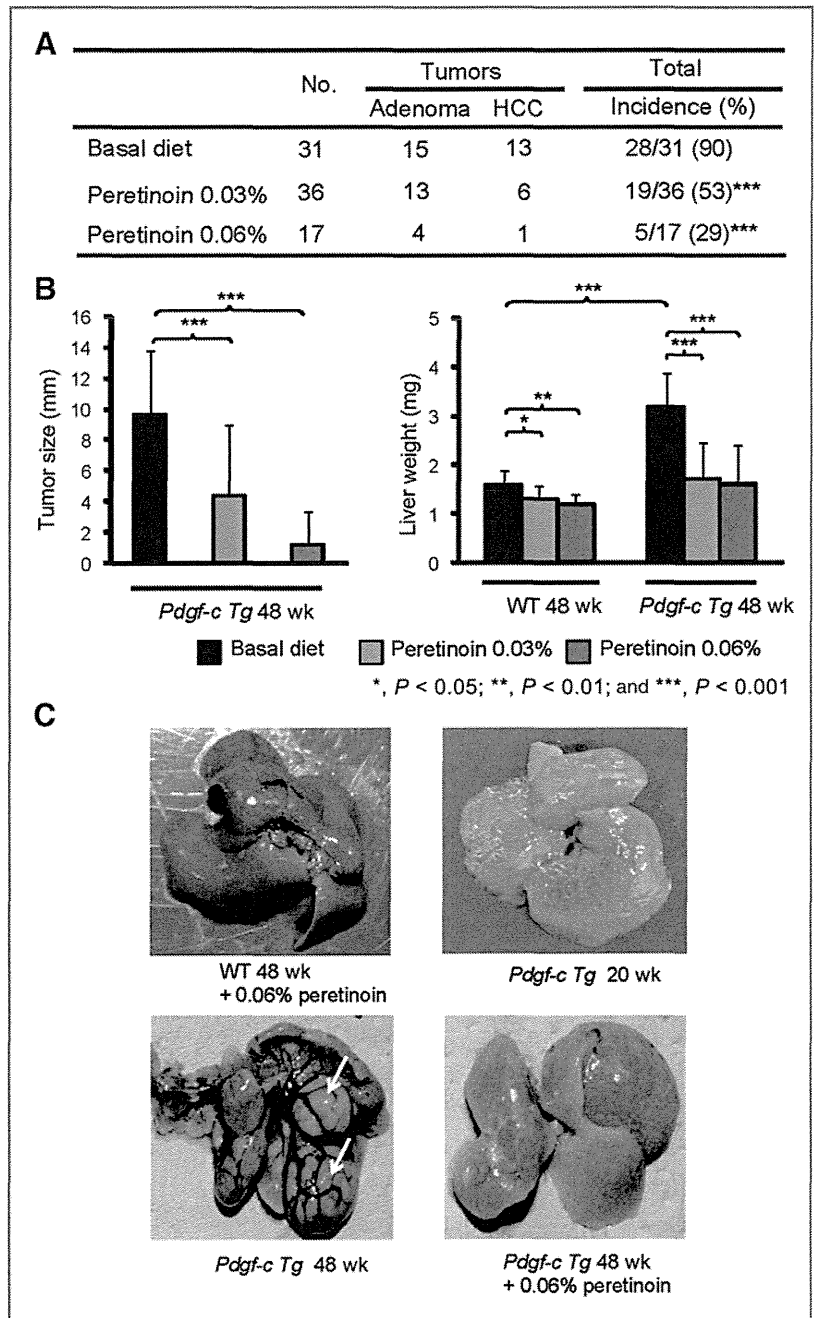 A
No. Tumors Total
Adenoma HCC Incidence (%)
Basal diet 31 15 13 28/31 (90)
Peretinoin 0.03% 36 13 6 19/36 (53)***
Peretinoin 0.06% 17 4 1 5/17 (29)***
B
Tumor size (mm)
16
14
12
10
8
6
4
2
0
***
***
Pdgf-c Tg 48 wk
Liver weight (mg)
5
4
3
2
1
0
***
***
***
**
*
WT 48 wk Pdgf-c Tg 48 wk
Basal diet Peretinoin 0.03% Peretinoin 0.06%
*, P < 0.05; **, P < 0.01; and ***, P < 0.001
C
WT 48 wk
+ 0.06% peretinoin
Pdgf-c Tg 20 wk
Pdgf-c Tg 48 wk
Pdgf-c Tg 48 wk
+ 0.06% peretinoin